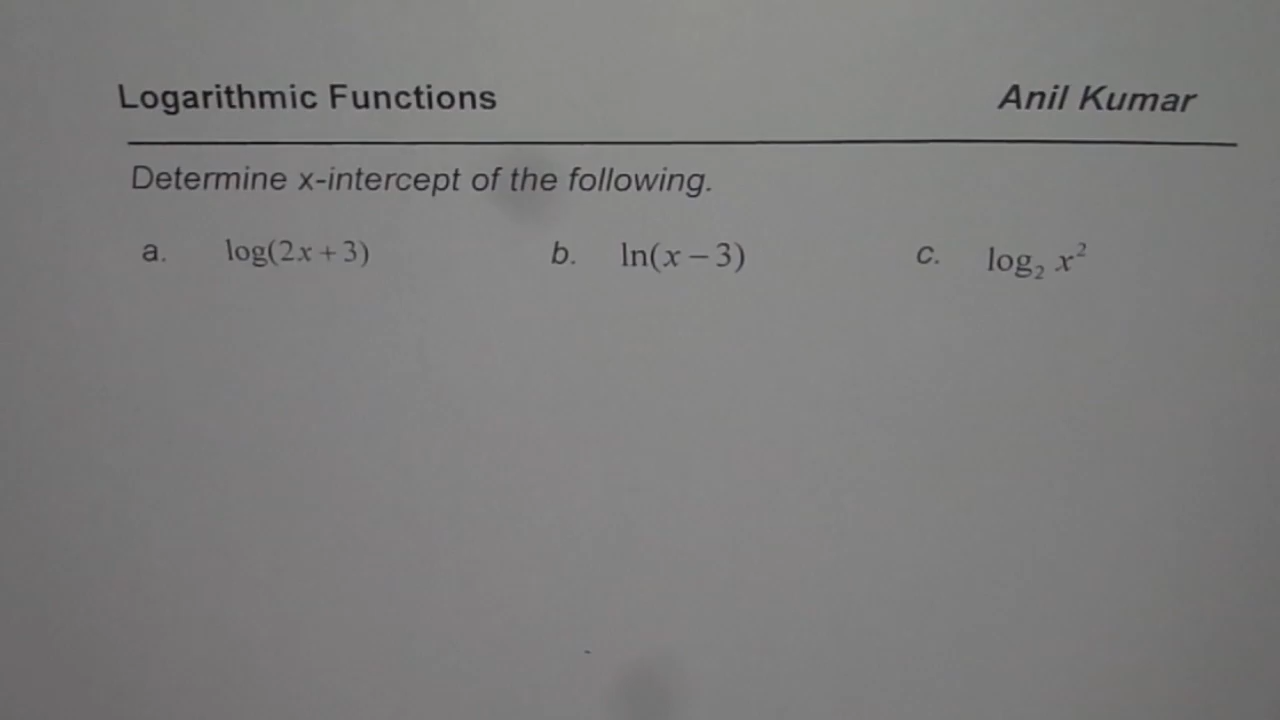 Logarithmic Functions Anil Kumar
Determine x-intercept of the following.
a. log(2x + 3) b. ln(x − 3) c. log₂ x²